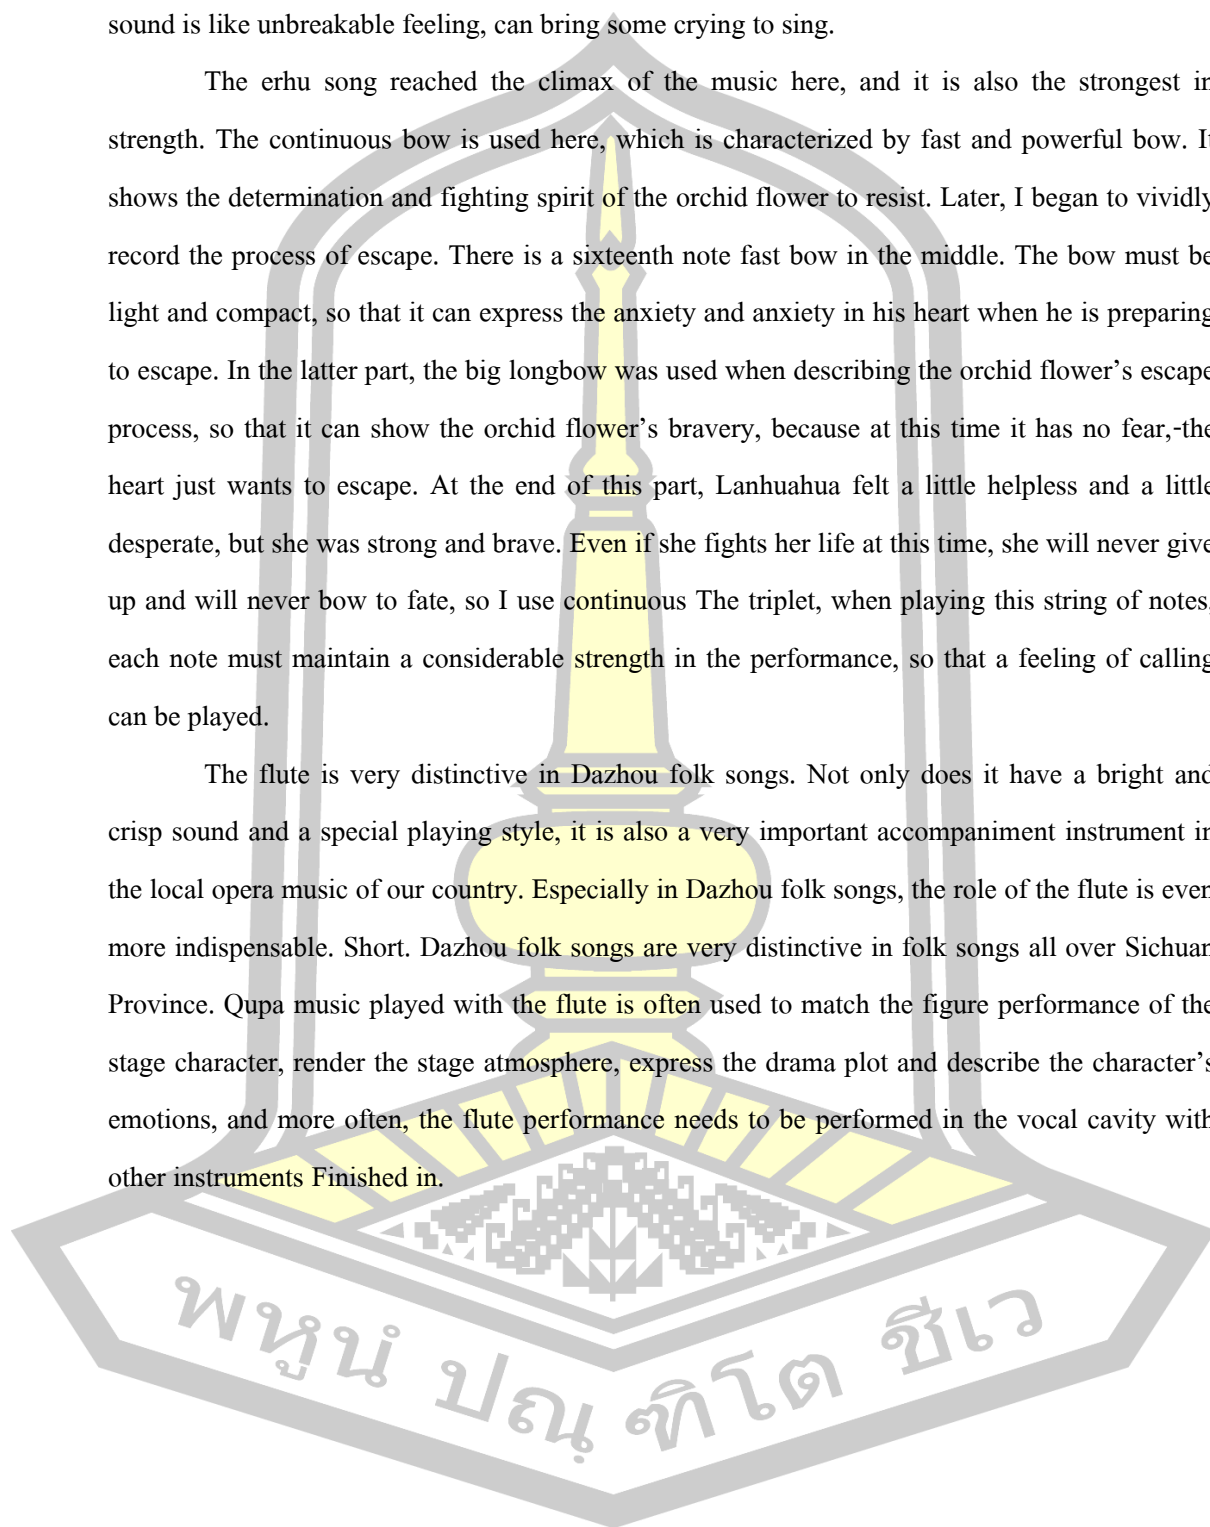 sound is like unbreakable feeling, can bring some crying to sing.
The erhu song reached the climax of the music here, and it is also the strongest in
strength. The continuous bow is used here, which is characterized by fast and powerful bow. It
shows the determination and fighting spirit of the orchid flower to resist. Later, I began to vividly
record the process of escape. There is a sixteenth note fast bow in the middle. The bow must be
light and compact, so that it can express the anxiety and anxiety in his heart when he is preparing
to escape. In the latter part, the big longbow was used when describing the orchid flower’s escape
process, so that it can show the orchid flower’s bravery, because at this time it has no fear,-the
heart just wants to escape. At the end of this part, Lanhuahua felt a little helpless and a little
desperate, but she was strong and brave. Even if she fights her life at this time, she will never give
up and will never bow to fate, so I use continuous The triplet, when playing this string of notes,
each note must maintain a considerable strength in the performance, so that a feeling of calling
can be played.
The flute is very distinctive in Dazhou folk songs. Not only does it have a bright and
crisp sound and a special playing style, it is also a very important accompaniment instrument in
the local opera music of our country. Especially in Dazhou folk songs, the role of the flute is even
more indispensable. Short. Dazhou folk songs are very distinctive in folk songs all over Sichuan
Province. Qupa music played with the flute is often used to match the figure performance of the
stage character, render the stage atmosphere, express the drama plot and describe the character’s
emotions, and more often, the flute performance needs to be performed in the vocal cavity with
other instruments Finished in.
พหูนํ ปณฺฑิโต ชีเว